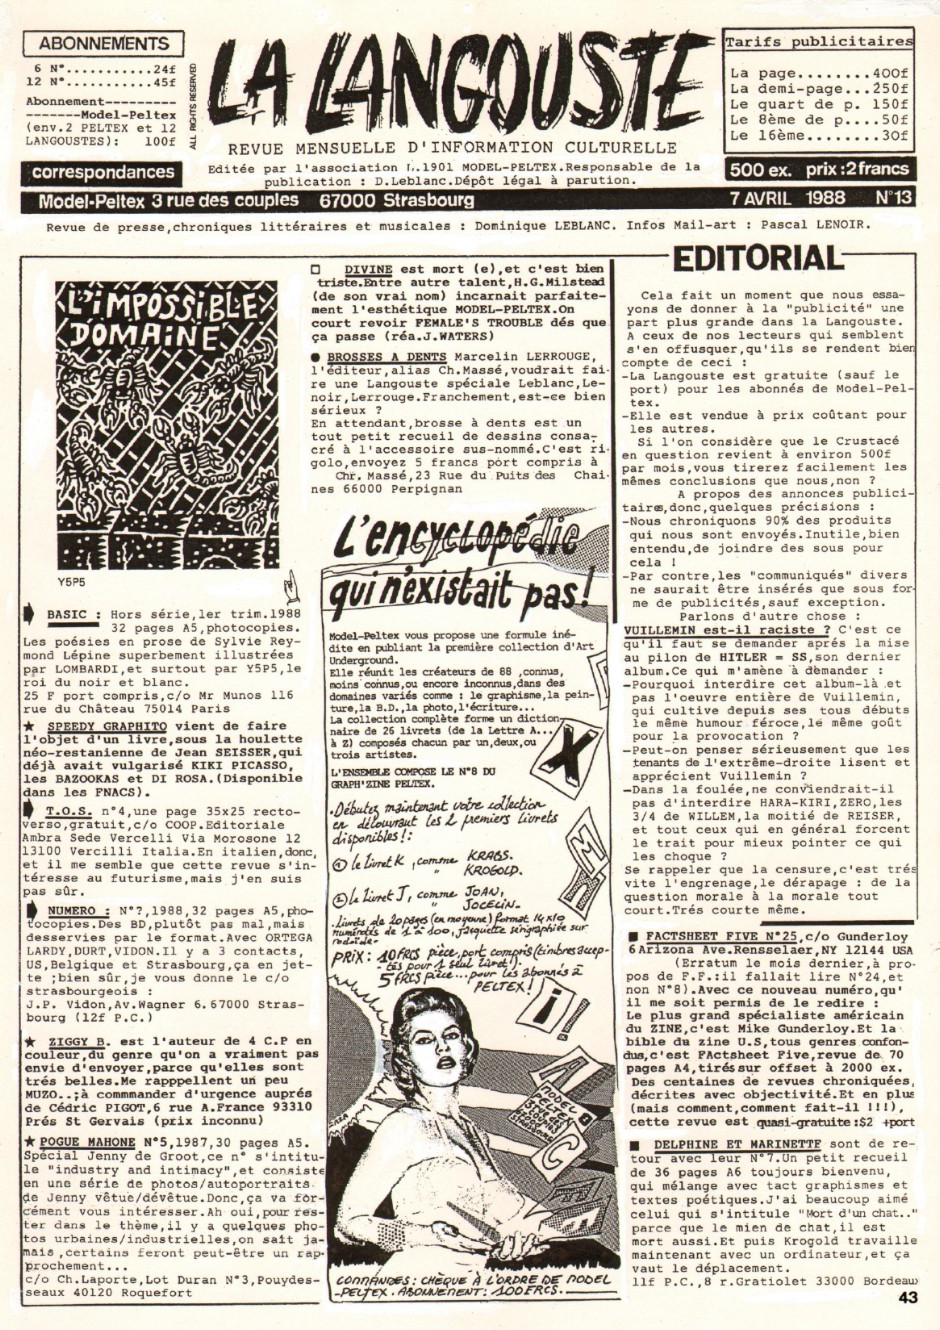 ABONNEMENTS
6 N°...........24f
12 N°...........45f
Abonnement---------
-------Model-Peltex
(env.2 PELTEX et 12
LANGOUSTES): 100f
ALL RIGHTS RESERVED
LA LANGOUSTE
REVUE MENSUELLE D'INFORMATION CULTURELLE
Editée par l'association L.1901 MODEL-PELTEX.Responsable de la
publication : D.Leblanc.Dépôt légal à parution.
Tarifs publicitaires
La page........400f
La demi-page...250f
Le quart de p. 150f
Le 8ème de p....50f
Le 16ème........30f
correspondances
500 ex. prix :2francs
Model-Peltex 3 rue des couples 67000 Strasbourg
7 AVRIL 1988 N°13
Revue de presse,chroniques littéraires et musicales : Dominique LEBLANC. Infos Mail-art : Pascal LENOIR.
L'IMPOSSIBLE
DOMAINE
Y5P5
BASIC : Hors série,1er trim.1988
32 pages A5,photocopies.
Les poésies en prose de Sylvie Rey-
mond Lépine superbement illustrées
par LOMBARDI,et surtout par Y5P5,le
roi du noir et blanc.
25 F port compris,c/o Mr Munos 116
rue du Château 75014 Paris
★ SPEEDY GRAPHITO vient de faire
l'objet d'un livre,sous la houlette
néo-restanienne de Jean SEISSER,qui
déjà avait vulgarisé KIKI PICASSO,
les BAZOOKAS et DI ROSA.(Disponible
dans les FNACS).
T.O.S. n°4,une page 35x25 recto-
verso,gratuit,c/o COOP.Editoriale
Ambra Sede Vercelli Via Morosone 12
13100 Vercilli Italia.En italien,donc,
et il me semble que cette revue s'in-
téresse au futurisme,mais j'en suis
pas sûr.
NUMERO : N°?,1988,32 pages A5,pho-
tocopies.Des BD,plutôt pas mal,mais
desservies par le format.Avec ORTEGA
LARDY,DURT,VIDON.Il y a 3 contacts,
US,Belgique et Strasbourg,ça en jet-
te ;bien sûr,je vous donne le c/o
strasbourgeois :
J.P. Vidon,Av.Wagner 6.67000 Stras-
bourg (12f P.C.)
★ ZIGGY B. est l'auteur de 4 C.P en
couleur,du genre qu'on a vraiment pas
envie d'envoyer,parce qu'elles sont
trés belles.Me rapppelent un peu
MUZO..;à commmander d'urgence auprés
de Cédric PIGOT,6 rue A.France 93310
Prés St Gervais (prix inconnu)
★ POGUE MAHONE N°5,1987,30 pages A5.
Spécial Jenny de Groot,ce n° s'intitu-
le "industry and intimacy",et consiste
en une série de photos/autoportraits
de Jenny vêtue/dévêtue.Donc,ça va for-
cément vous intéresser.Ah oui,pour res-
ter dans le thème,il y a quelques pho-
tos urbaines/industrielles,on sait ja-
mais ,certains feront peut-être un rap-
prochement...
c/o Ch.Laporte,Lot Duran N°3,Pouydes-
seaux 40120 Roquefort
□ DIVINE est mort (e),et c'est bien
triste.Entre autre talent,H.G.Milstead
(de son vrai nom) incarnait parfaite-
ment l'esthétique MODEL-PELTEX.On
court revoir FEMALE'S TROUBLE dés que
ça passe (réa.J.WATERS)
● BROSSES A DENTS Marcelin LERROUGE,
l'éditeur,alias Ch.Massé,voudrait fai-
re une Langouste spéciale Leblanc,Le-
noir,Lerrouge.Franchement,est-ce bien
sérieux ?
En attendant,brosse à dents est un
tout petit recueil de dessins consa-
cré à l'accessoire sus-nommé.C'est ri-
golo,envoyez 5 francs port compris à
Chr. Massé,23 Rue du Puits des Chai-
nes 66000 Perpignan
L'encyclopédie
qui n'existait pas!
Model-Peltex vous propose une formule iné-
dite en publiant la première collection d'Art
Underground.
Elle réunit les créateurs de 88 ,connus,
moins connus,ou encore inconnus,dans des
domaines variés comme : le graphisme,la pein-
ture,la B.D.,la photo,l'écriture...
La collection complète forme un diction-
naire de 26 livrets (de la Lettre A...
à Z) composés chacun par un,deux,ou
trois artistes.
L'ENSEMBLE COMPOSE LE N°8 DU
GRAPH'ZINE PELTEX.
.Débutez maintenant votre collection
en découvrant les 2 premiers livrets
disponibles!:
① le livret K, comme KRABS.
" KROGOLD.
② le livret J, comme JOAN,
" JOCELIN-
Livrets de 20 pages (en moyenne) format 14x10
numérotés de 1 à 100, jaquette sérigraphiée sur
rodoïde-
PRIX: 10FRCS pièce, port compris (timbres accep-
tés pour 1 seul livret!).
5 FRCS pièce... pour les abonnés à
PELTEX!
X
i!!
A
MODEL
PELTEX
C
COMMANDES: CHÈQUE À L'ORDRE DE MODEL
-PELTEX. ABONNEMENT: 100FRCS.
EDITORIAL
Cela fait un moment que nous essa-
yons de donner à la "publicité" une
part plus grande dans la Langouste.
A ceux de nos lecteurs qui semblent
s'en offusquer,qu'ils se rendent bien
compte de ceci :
-La Langouste est gratuite (sauf le
port) pour les abonnés de Model-Pel-
tex.
-Elle est vendue à prix coûtant pour
les autres.
Si l'on considère que le Crustacé
en question revient à environ 500f
par mois,vous tirerez facilement les
mêmes conclusions que nous,non ?
A propos des annonces publici-
taires,donc,quelques précisions :
-Nous chroniquons 90% des produits
qui nous sont envoyés.Inutile,bien
entendu,de joindre des sous pour
cela !
-Par contre,les "communiqués" divers
ne saurait être insérés que sous for-
me de publicités,sauf exception.
Parlons d'autre chose :
VUILLEMIN est-il raciste ? C'est ce
qu'il faut se demander après la mise
au pilon de HITLER = SS,son dernier
album.Ce qui m'amène à demander :
-Pourquoi interdire cet album-là et
pas l'oeuvre entière de Vuillemin,
qui cultive depuis ses tous débuts
le même humour féroce,le même goût
pour la provocation ?
-Peut-on penser sérieusement que les
tenants de l'extrême-droite lisent et
apprécient Vuillemin ?
-Dans la foulée,ne conviendrait-il
pas d'interdire HARA-KIRI,ZERO,les
3/4 de WILLEM,la moitié de REISER,
et tout ceux qui en général forcent
le trait pour mieux pointer ce qui
les choque ?
Se rappeler que la censure,c'est trés
vite l'engrenage,le dérapage : de la
question morale à la morale tout
court.Trés courte même.
■ FACTSHEET FIVE N°25,c/o Gunderloy
6 Arizona Ave.Rensselaer,NY 12144 USA
(Erratum le mois dernier,à pro-
pos de F.F.:il fallait lire N°24,et
non N°8).Avec ce nouveau numéro,qu'
il me soit permis de le redire :
Le plus grand spécialiste américain
du ZINE,c'est Mike Gunderloy.Et la
bible du zine U.S,tous genres confon-
dus,c'est FActsheet Five,revue de 70
pages A4,tirés sur offset à 2000 ex.
Des centaines de revues chroniquées,
décrites avec objectivité.Et en plus
(mais comment,comment fait-il !!!),
cette revue est quasi-gratuite:$2 +port
■ DELPHINE ET MARINETTE sont de re-
tour avec leur N°7.Un petit recueil
de 36 pages A6 toujours bienvenu,
qui mélange avec tact graphismes et
textes poétiques.J'ai beaucoup aimé
celui qui s'intitule "Mort d'un chat.."
parce que le mien de chat,il est
mort aussi.Et puis Krogold travaille
maintenant avec un ordinateur,et ça
vaut le déplacement.
11f P.C.,8 r.Gratiolet 33000 Bordeau
43